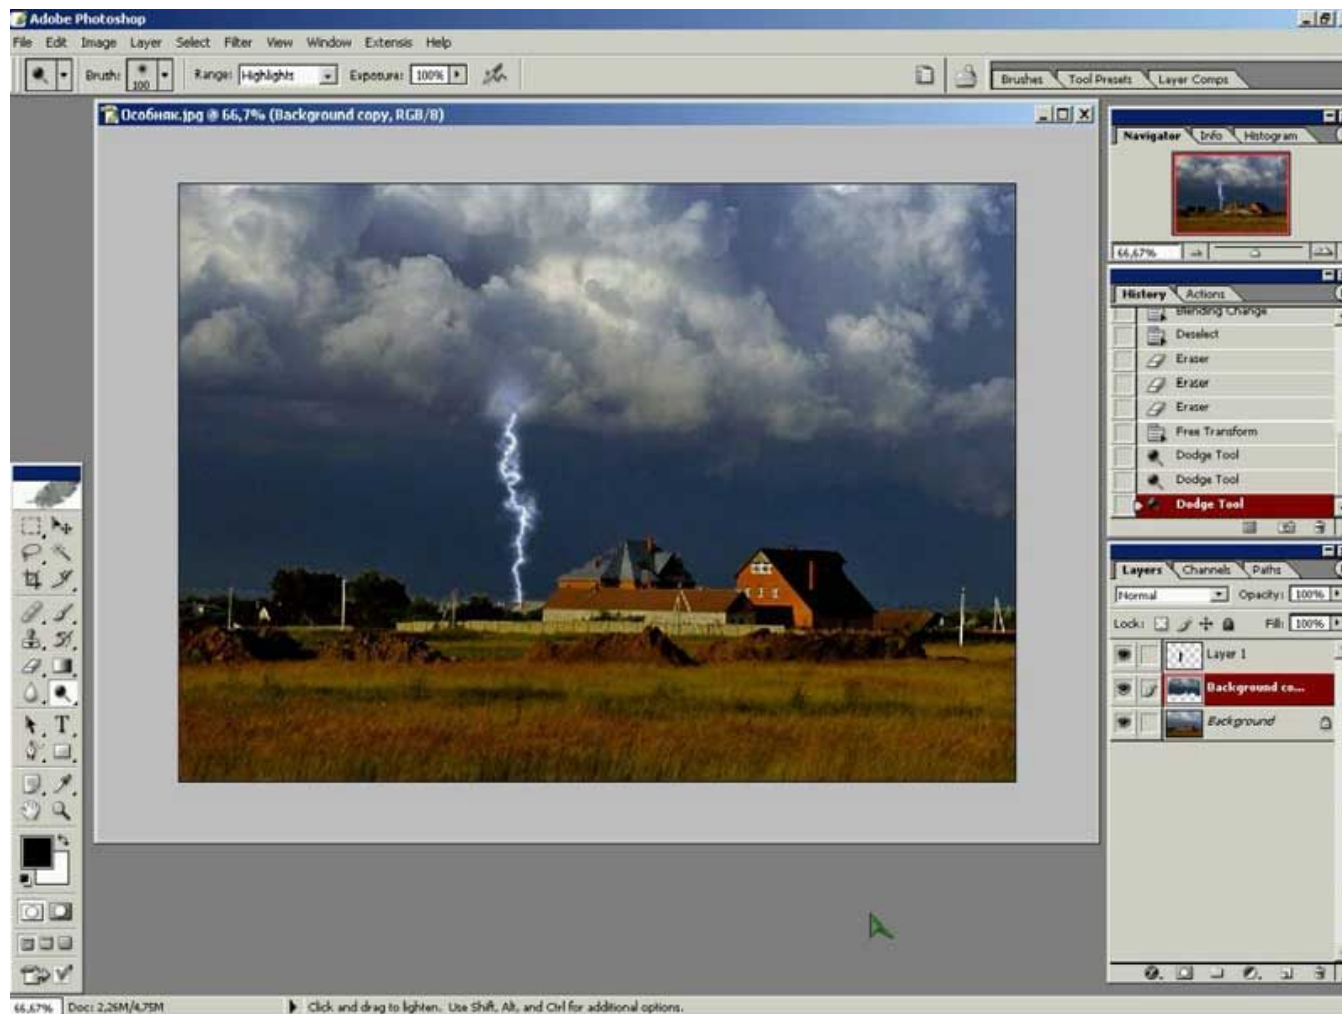 Adobe Photoshop
File Edit Image Layer Select Filter View Window Extensis Help
Brush: 100 Range: Highlights Exposure: 100% Brushes Tool Presets Layer Comps
Особняк.jpg @ 66,7% (Background copy, RGB/8)
Navigator Info Histogram
66,67%
History Actions
Blending Change
Deselect
Eraser
Eraser
Eraser
Free Transform
Dodge Tool
Dodge Tool
Dodge Tool
Layers Channels Paths
Normal Opacity: 100%
Lock: Fill: 100%
Layer 1
Background co...
Background
T
66,67% Doc: 2,26M/4,75M Click and drag to lighten. Use Shift, Alt, and Ctrl for additional options.